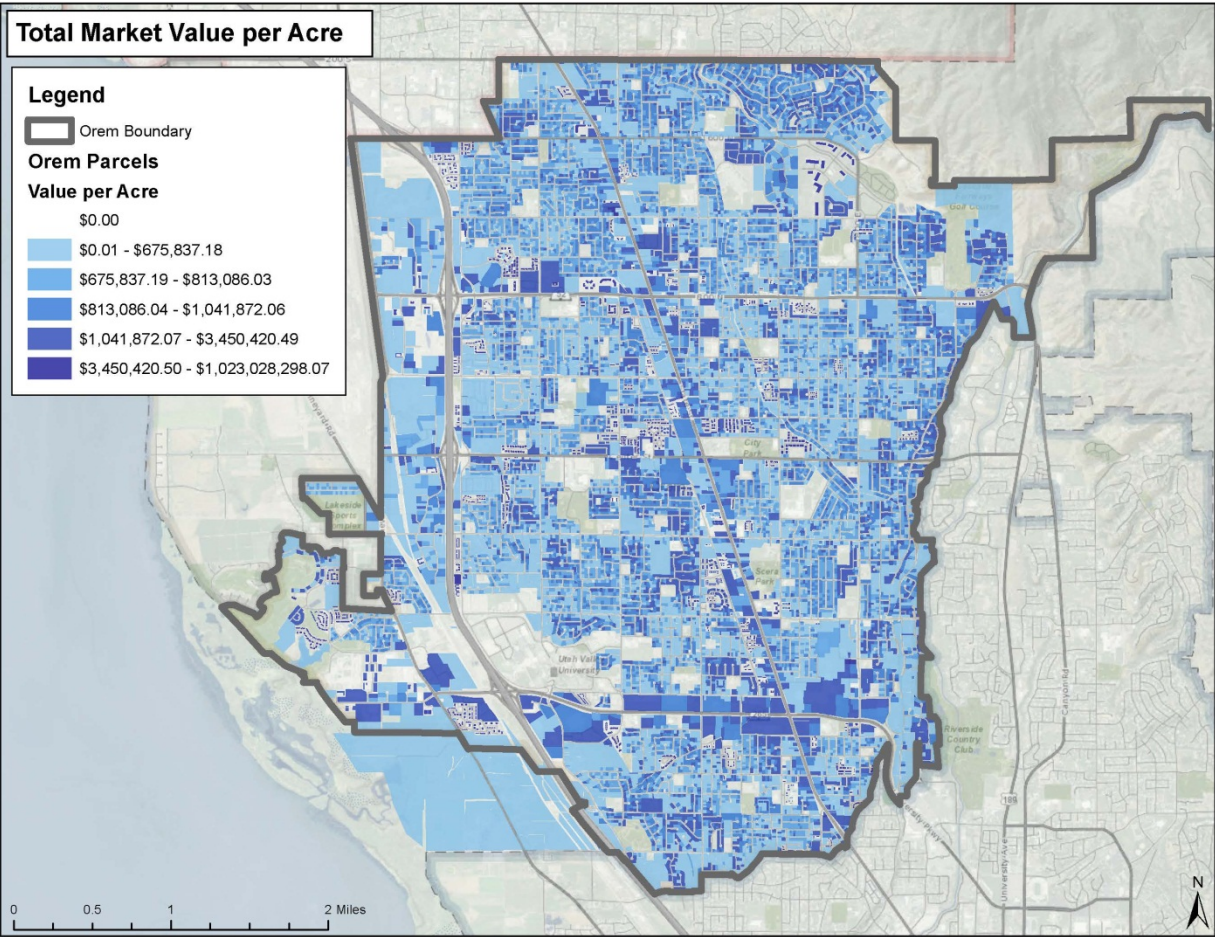 Total Market Value per Acre
Legend
Orem Boundary
Orem Parcels
Value per Acre
$0.00
$0.01 - $675,837.18
$675,837.19 - $813,086.03
$813,086.04 - $1,041,872.06
$1,041,872.07 - $3,450,420.49
$3,450,420.50 - $1,023,028,298.07
Golf Course
City
Park
Lakeside
Sports
Complex
Scera
Park
Utah Valley
University
Riverside
Country
Club
Canyon Rd
University Ave
189
N
0 0.5 1 2 Miles